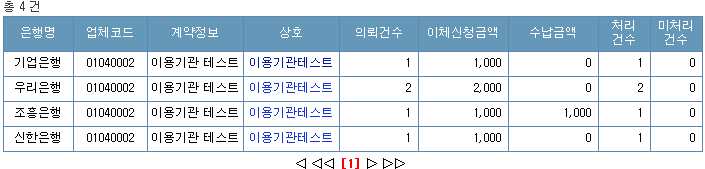 총 4 건
은행명 업체코드 계약정보 상호 의뢰건수 이체신청금액 수납금액 처리 건수 미처리 건수
기업은행 01040002 이용기관 테스트 이용기관테스트 1 1,000 0 1 0
우리은행 01040002 이용기관 테스트 이용기관테스트 2 2,000 0 2 0
조흥은행 01040002 이용기관 테스트 이용기관테스트 1 1,000 1,000 1 0
신한은행 01040002 이용기관 테스트 이용기관테스트 1 1,000 0 1 0
◁ ◁◁ [1] ▷ ▷▷